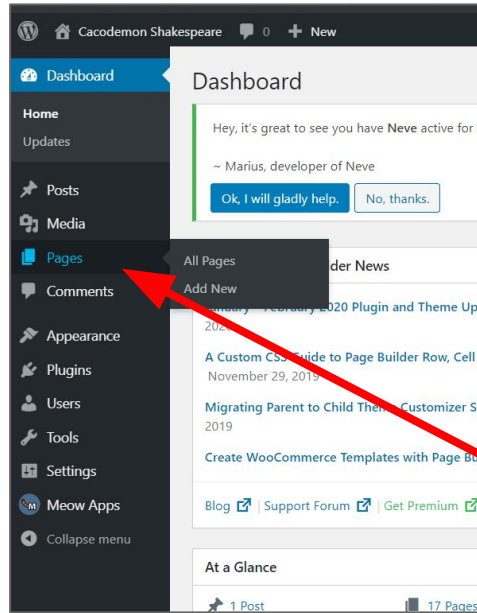 Cacodemon Shakespeare 0 + New
Dashboard
Home
Updates
Posts
Media
Pages
Comments
Appearance
Plugins
Users
Tools
Settings
Meow Apps
Collapse menu
All Pages
Add New
Dashboard
Hey, it's great to see you have Neve active for
~ Marius, developer of Neve
Ok, I will gladly help. No, thanks.
der News
2020 Plugin and Theme Up
A Custom CSS Guide to Page Builder Row, Cell
November 29, 2019
Migrating Parent to Child Theme Customizer S
2019
Create WooCommerce Templates with Page Bu
Blog | Support Forum | Get Premium
At a Glance
1 Post 17 Pages